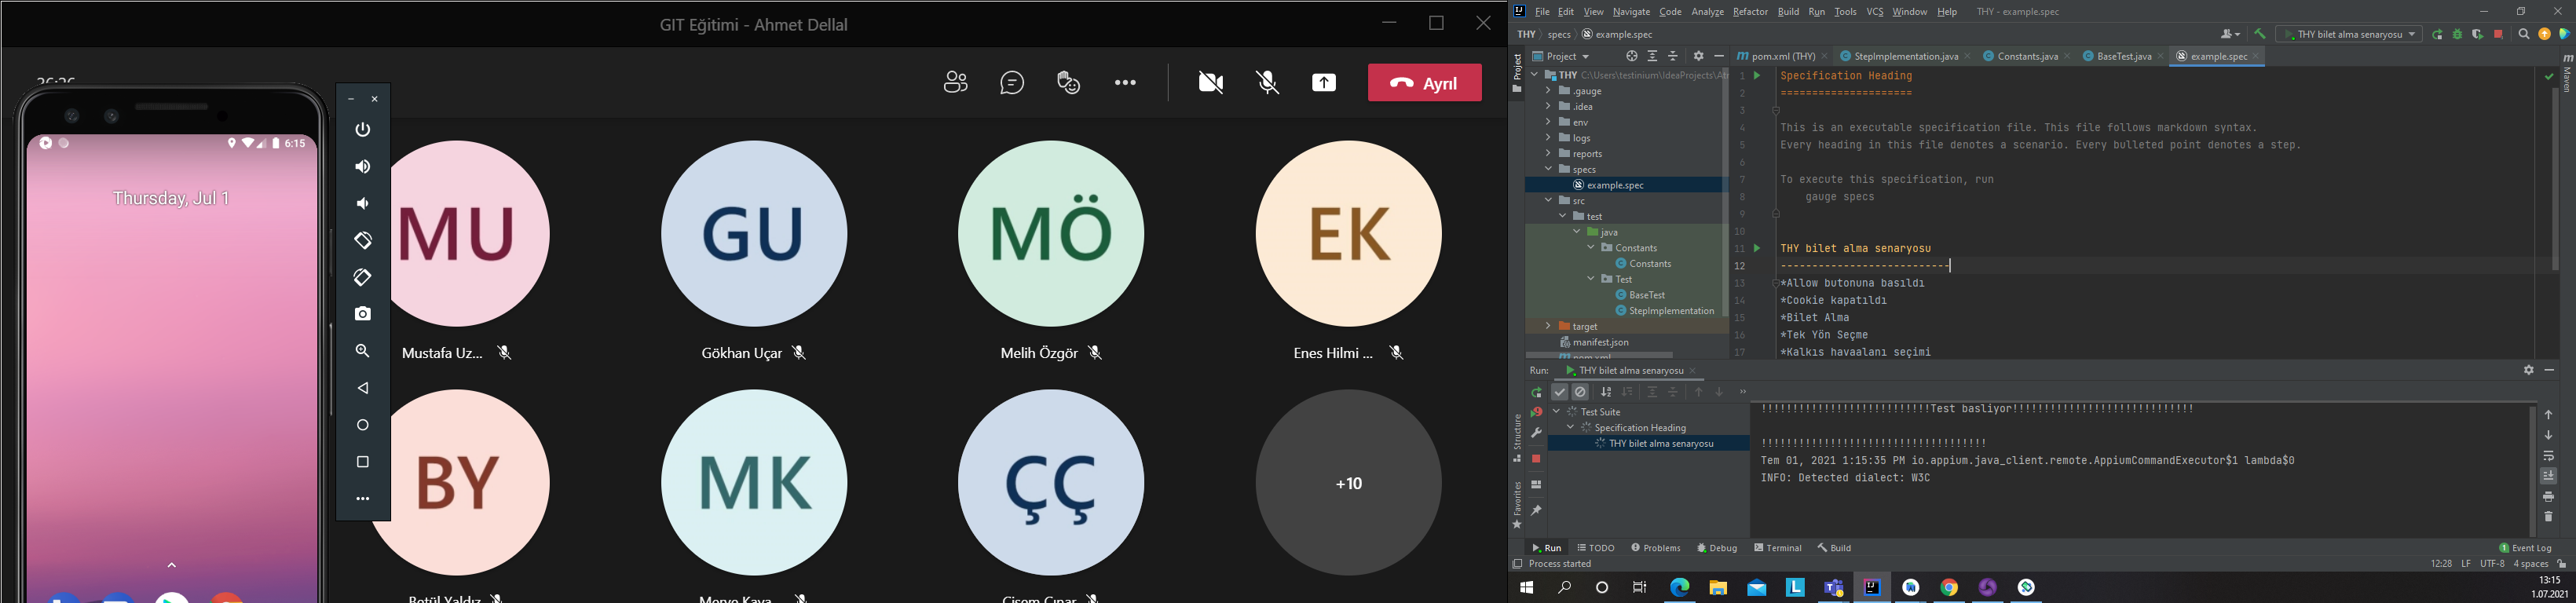 GIT Eğitimi - Ahmet Dellal
36:26
Ayrıl
6:15
Thursday, Jul 1
MU
GU
MÖ
EK
Mustafa Uz...
Gökhan Uçar
Melih Özgör
Enes Hilmi ...
BY
MK
ÇÇ
+10
Betül Yaldız
Merve Kaya
Çisem Çınar
File Edit View Navigate Code Analyze Refactor Build Run Tools VCS Window Help THY - example.spec
THY specs example.spec
THY bilet alma senaryosu
Project
pom.xml (THY) StepImplementation.java Constants.java BaseTest.java example.spec
Project
Maven
THY C:\Users\testinium\IdeaProjects\Atı
.gauge
.idea
env
logs
reports
specs
example.spec
src
test
java
Constants
Constants
Test
BaseTest
StepImplementation
target
manifest.json
pom.xml
1 Specification Heading
2 =====================
3
4 This is an executable specification file. This file follows markdown syntax.
5 Every heading in this file denotes a scenario. Every bulleted point denotes a step.
6
7 To execute this specification, run
8 gauge specs
9
10
11 THY bilet alma senaryosu
12 ---------------------------
13 *Allow butonuna basıldı
14 *Cookie kapatıldı
15 *Bilet Alma
16 *Tek Yön Seçme
17 *Kalkıs havaalanı seçimi
Run: THY bilet alma senaryosu
Test Suite
Specification Heading
THY bilet alma senaryosu
!!!!!!!!!!!!!!!!!!!!!!!!!!!Test basliyor!!!!!!!!!!!!!!!!!!!!!!!!!!!!!
!!!!!!!!!!!!!!!!!!!!!!!!!!!!!!!!!!!!
Tem 01, 2021 1:15:35 PM io.appium.java_client.remote.AppiumCommandExecutor$1 lambda$0
INFO: Detected dialect: W3C
Structure
Favorites
Run TODO Problems Debug Terminal Build
1 Event Log
Process started
12:28 LF UTF-8 4 spaces
13:15
1.07.2021